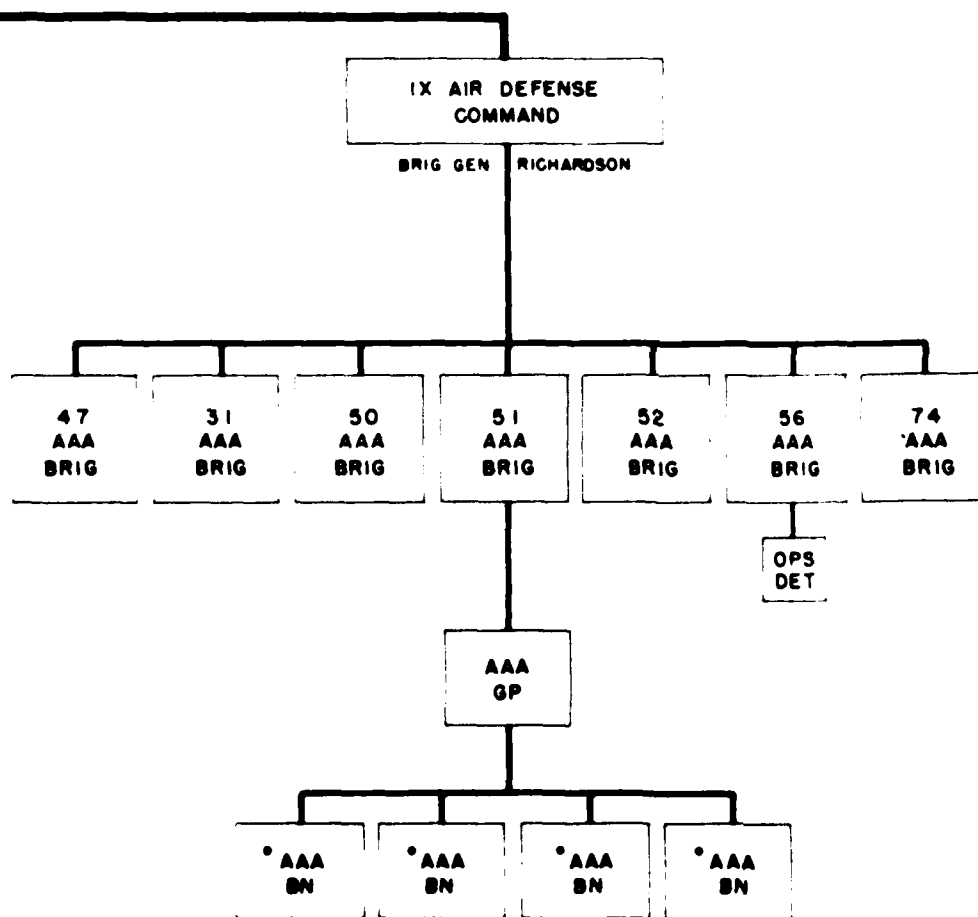 IX AIR DEFENSE
COMMAND
BRIG GEN RICHARDSON
47
AAA
BRIG
31
AAA
BRIG
50
AAA
BRIG
51
AAA
BRIG
52
AAA
BRIG
56
AAA
BRIG
74
AAA
BRIG
OPS
DET
AAA
GP
• AAA
BN
• AAA
BN
• AAA
BN
• AAA
BN